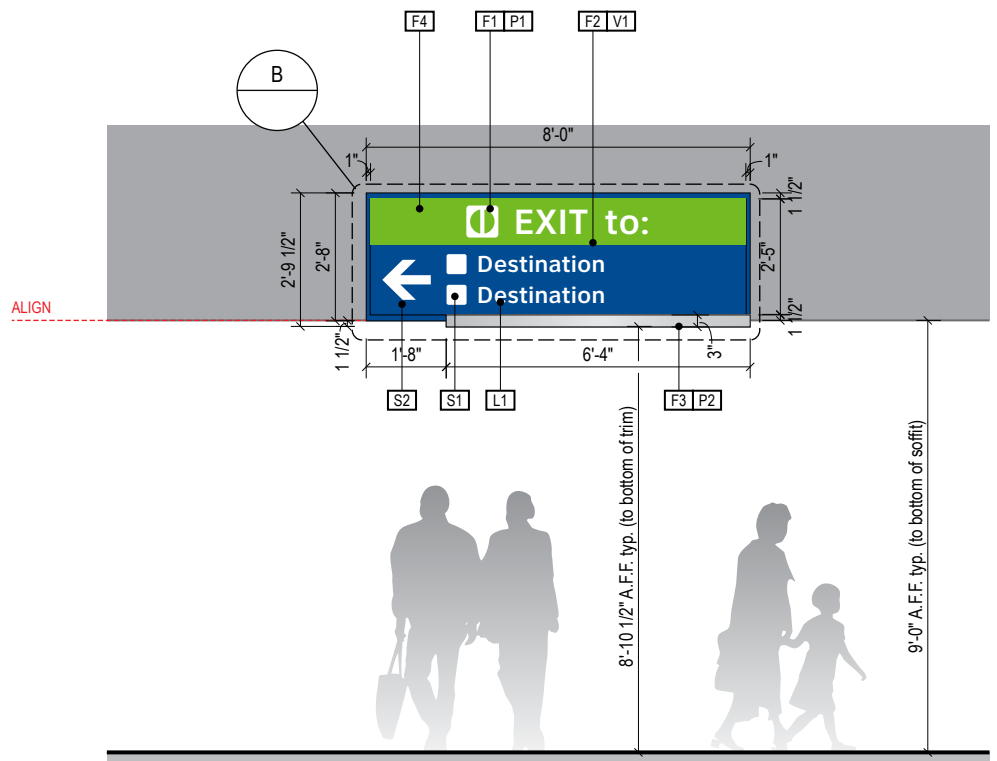 F4
F1 P1
F2 V1
B
8'-0"
1"
1"
1 1/2"
2'-9 1/2"
2'-8"
EXIT to:
2'-5"
Destination
Destination
ALIGN
1 1/2"
1 1/2"
1'-8"
6'-4"
3"
S2
S1
L1
F3 P2
8'-10 1/2" A.F.F. typ. (to bottom of trim)
9'-0" A.F.F. typ. (to bottom of soffit)